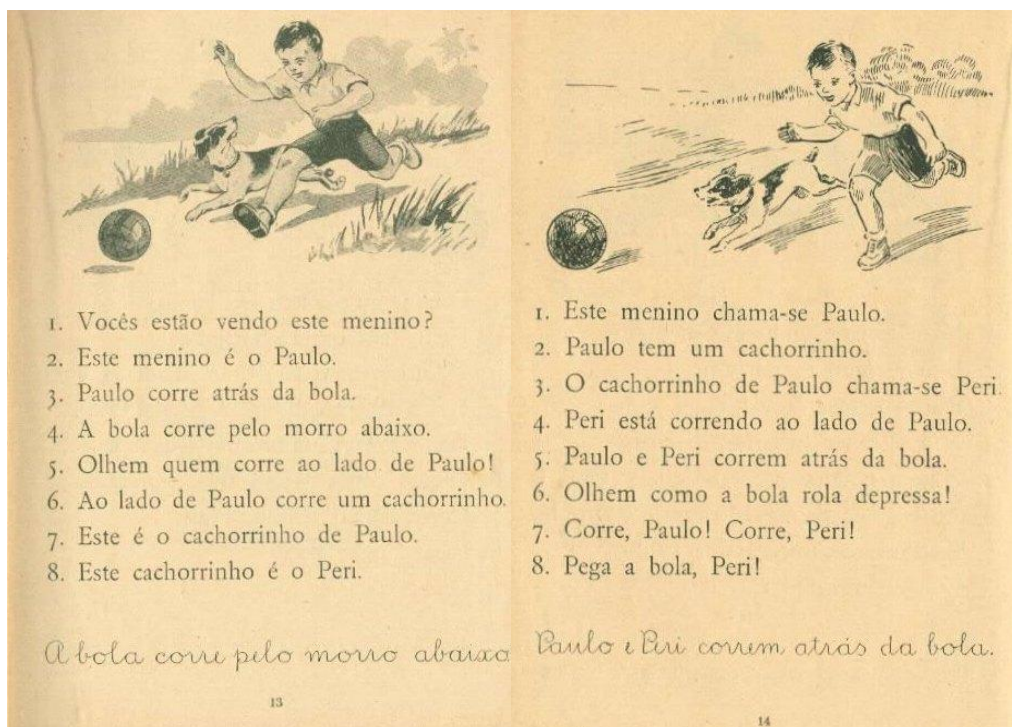 1. Vocês estão vendo este menino?
2. Este menino é o Paulo.
3. Paulo corre atrás da bola.
4. A bola corre pelo morro abaixo.
5. Olhem quem corre ao lado de Paulo!
6. Ao lado de Paulo corre um cachorrinho.
7. Este é o cachorrinho de Paulo.
8. Este cachorrinho é o Peri.
A bola corre pelo morro abaixo
13
1. Este menino chama-se Paulo.
2. Paulo tem um cachorrinho.
3. O cachorrinho de Paulo chama-se Peri.
4. Peri está correndo ao lado de Paulo.
5. Paulo e Peri correm atrás da bola.
6. Olhem como a bola rola depressa!
7. Corre, Paulo! Corre, Peri!
8. Pega a bola, Peri!
Paulo e Peri correm atrás da bola.
14